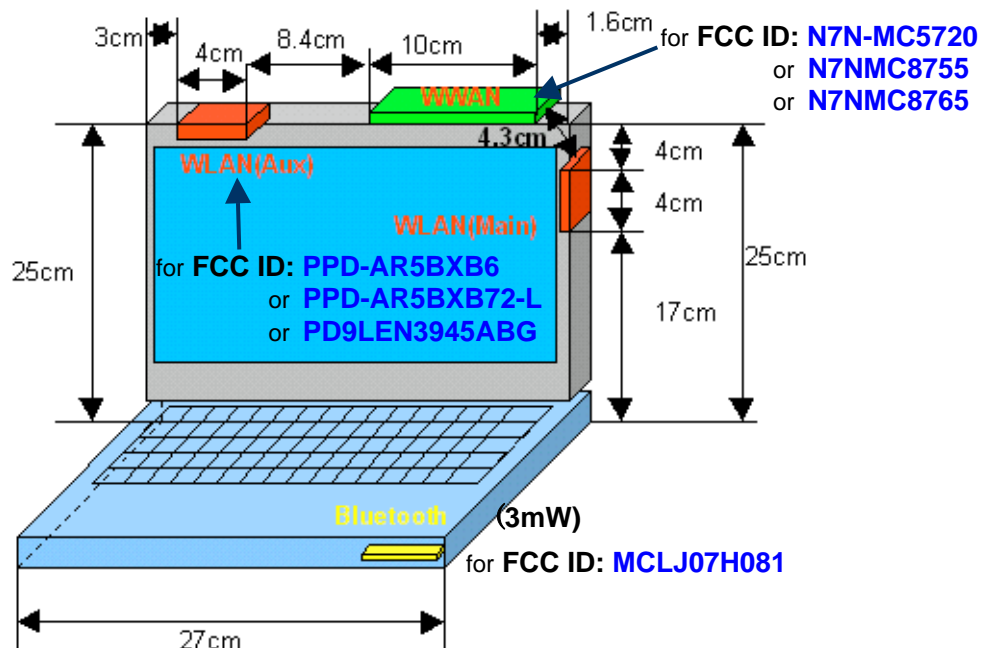 3cm
4cm
8.4cm
10cm
1.6cm
for FCC ID: N7N-MC5720
or N7NMC8755
or N7NMC8765
WWAN
4.3cm
4cm
WLAN(Aux)
4cm
WLAN(Main)
25cm
25cm
for FCC ID: PPD-AR5BXB6
or PPD-AR5BXB72-L
or PD9LEN3945ABG
17cm
Bluetooth (3mW)
for FCC ID: MCLJ07H081
27cm